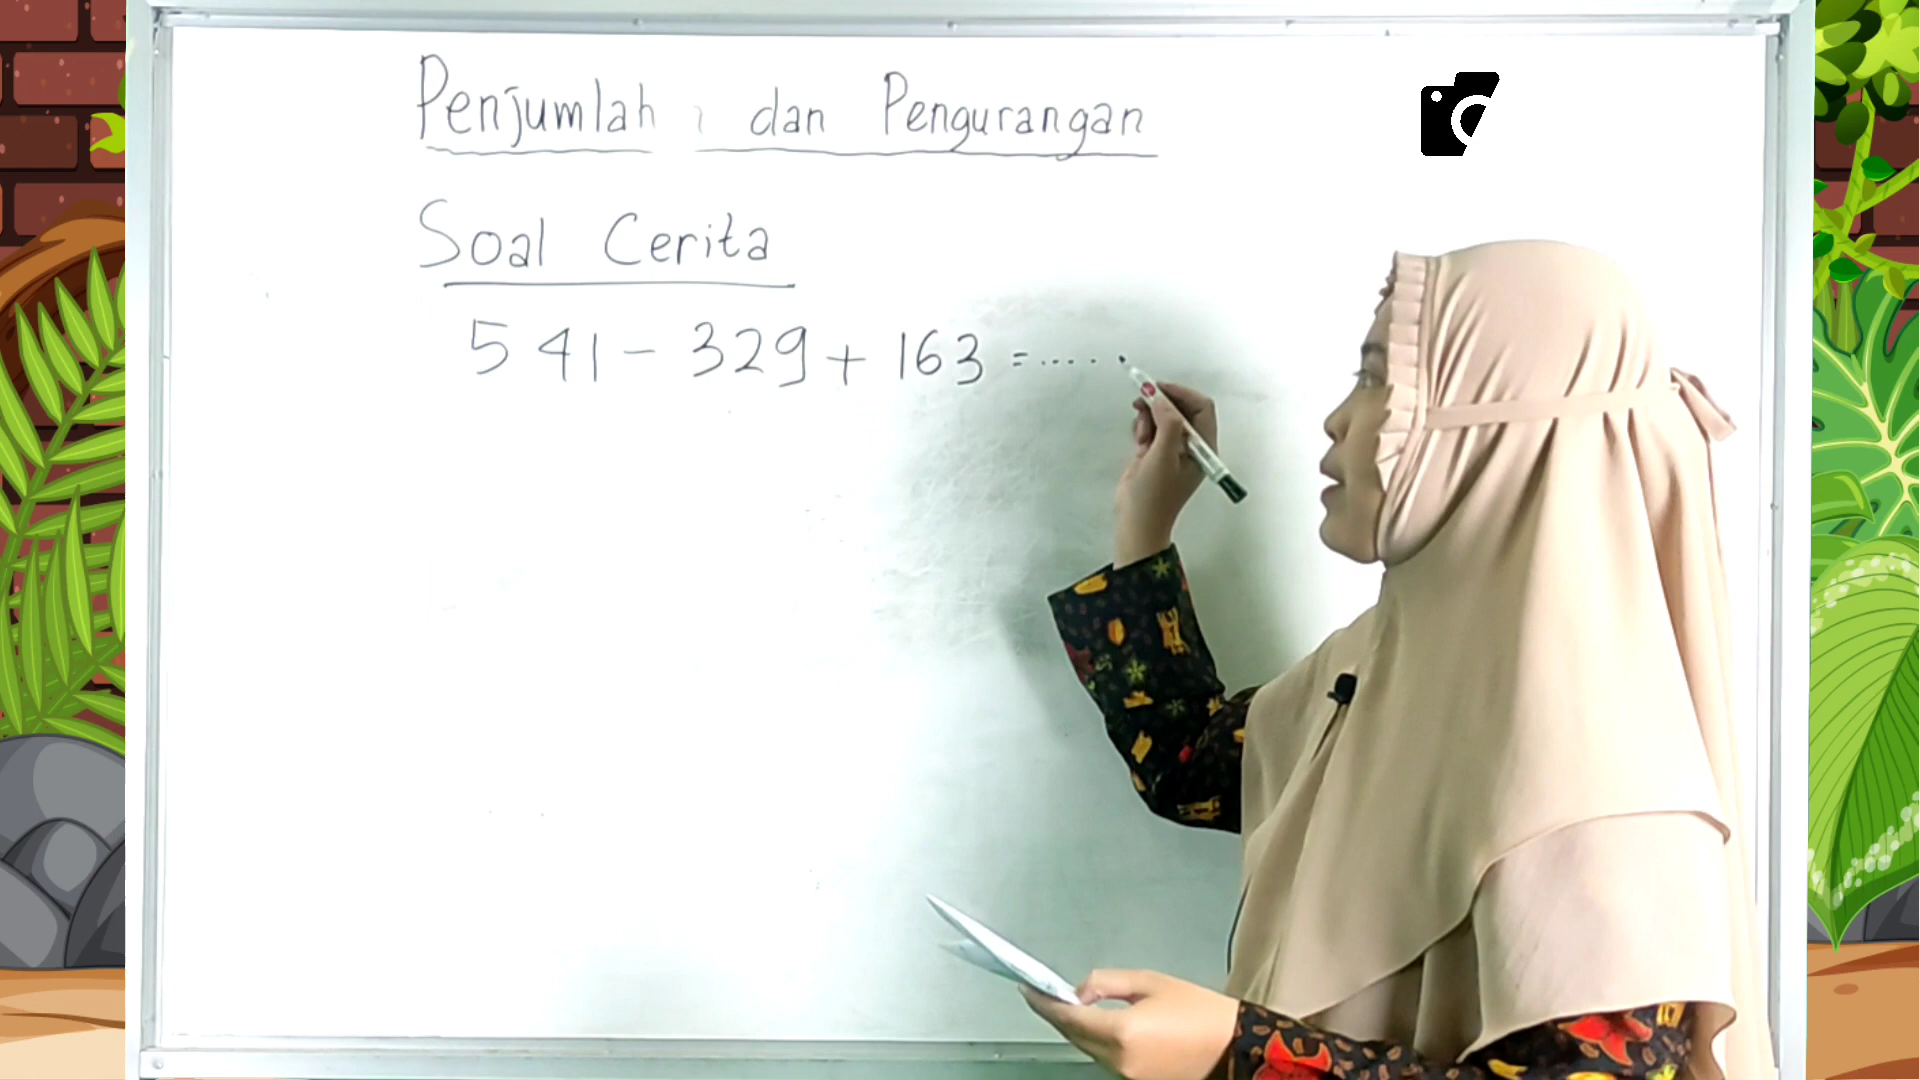 Penjumlah dan Pengurangan
Soal Cerita
541 - 329 + 163 = ......